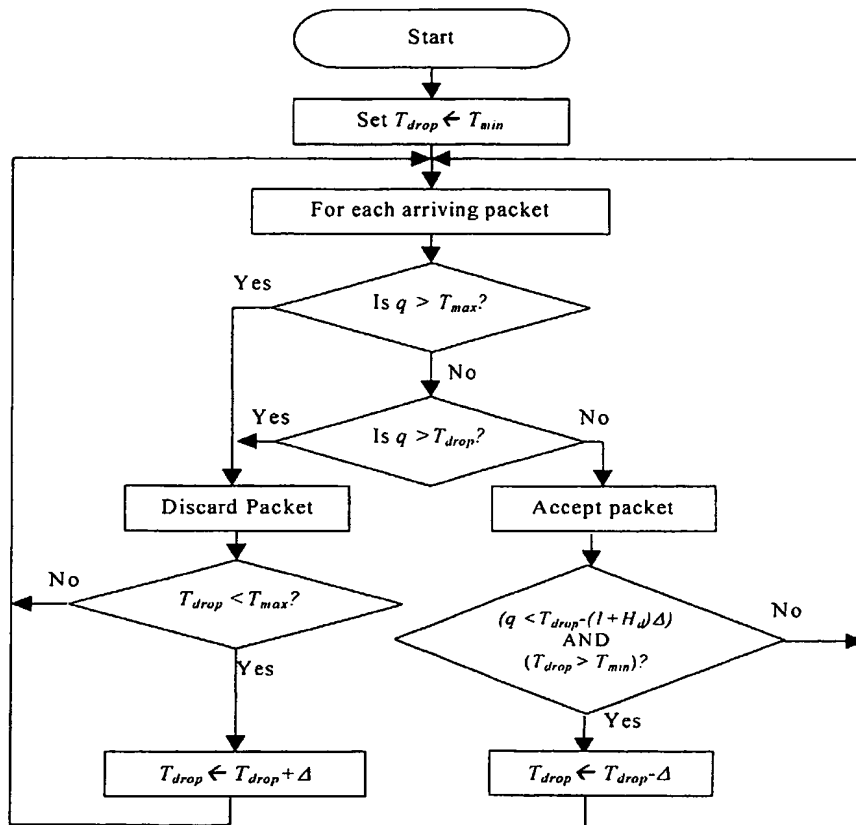 Start
Set T_drop ← T_min
For each arriving packet
Yes
Is q > T_max?
No
Yes
Is q > T_drop?
No
Discard Packet
Accept packet
No
T_drop < T_max?
Yes
(q < T_drop-(1+H_d)Δ)
AND
(T_drop > T_min)?
No
Yes
T_drop ← T_drop+Δ
T_drop ← T_drop-Δ